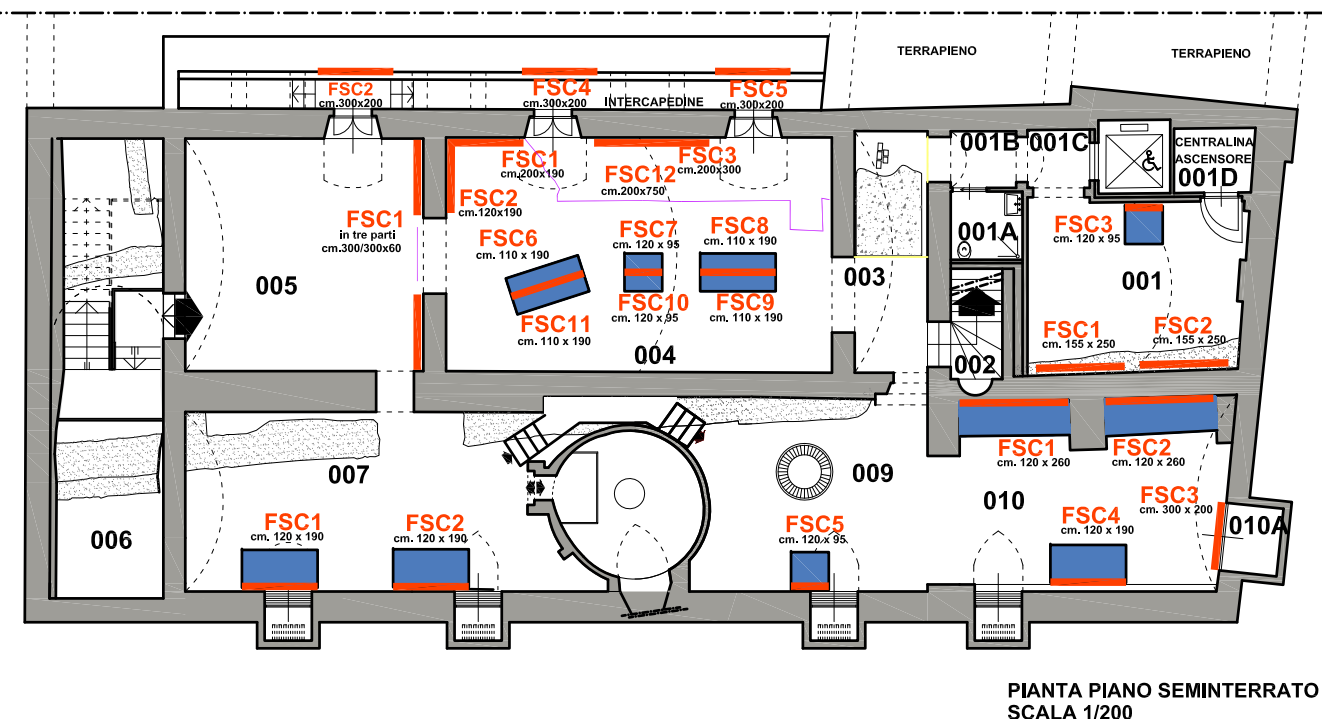 TERRAPIENO
TERRAPIENO
FSC2
cm.300x200
FSC4
cm.300x200
INTERCAPEDINE
FSC5
cm.300x200
001B
001C
CENTRALINA
ASCENSORE
001D
FSC1
cm.200x190
FSC12
cm.200x750
FSC3
cm.200x300
FSC2
cm.120x190
FSC1
in tre parti
cm.300/300x60
FSC6
cm. 110 x 190
FSC7
cm. 120 x 95
FSC8
cm. 110 x 190
001A
FSC3
cm. 120 x 95
005
003
001
FSC11
cm. 110 x 190
FSC10
cm. 120 x 95
FSC9
cm. 110 x 190
004
002
FSC1
cm. 155 x 250
FSC2
cm. 155 x 250
007
009
FSC1
cm. 120 x 260
FSC2
cm. 120 x 260
010
FSC3
cm. 300 x 200
010A
006
FSC1
cm. 120 x 190
FSC2
cm. 120 x 190
FSC5
cm. 120 x 95
FSC4
cm. 120 x 190
PIANTA PIANO SEMINTERRATO
SCALA 1/200